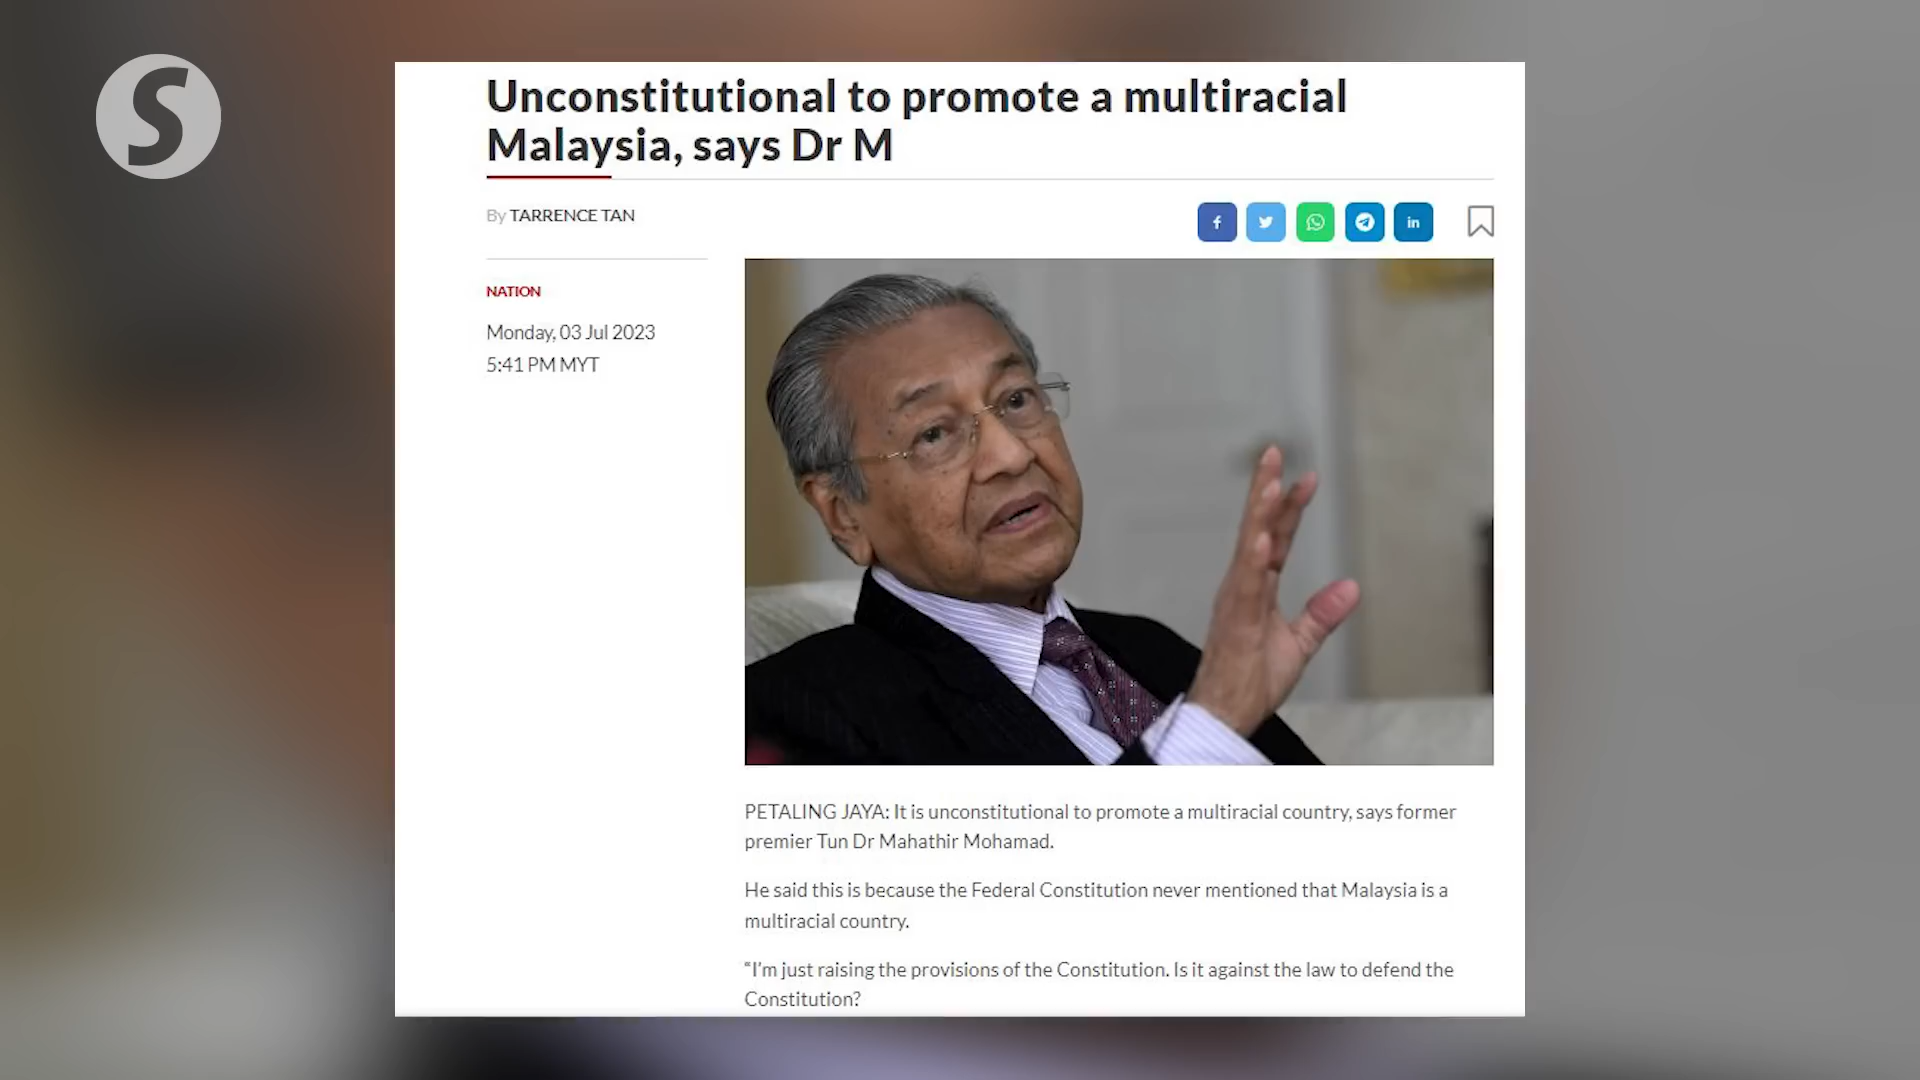 S
Unconstitutional to promote a multiracial
Malaysia, says Dr M
By TARRENCE TAN
f
in
NATION
Monday, 03 Jul 2023
5:41 PM MYT
PETALING JAYA: It is unconstitutional to promote a multiracial country, says former
premier Tun Dr Mahathir Mohamad.
He said this is because the Federal Constitution never mentioned that Malaysia is a
multiracial country.
“I’m just raising the provisions of the Constitution. Is it against the law to defend the
Constitution?